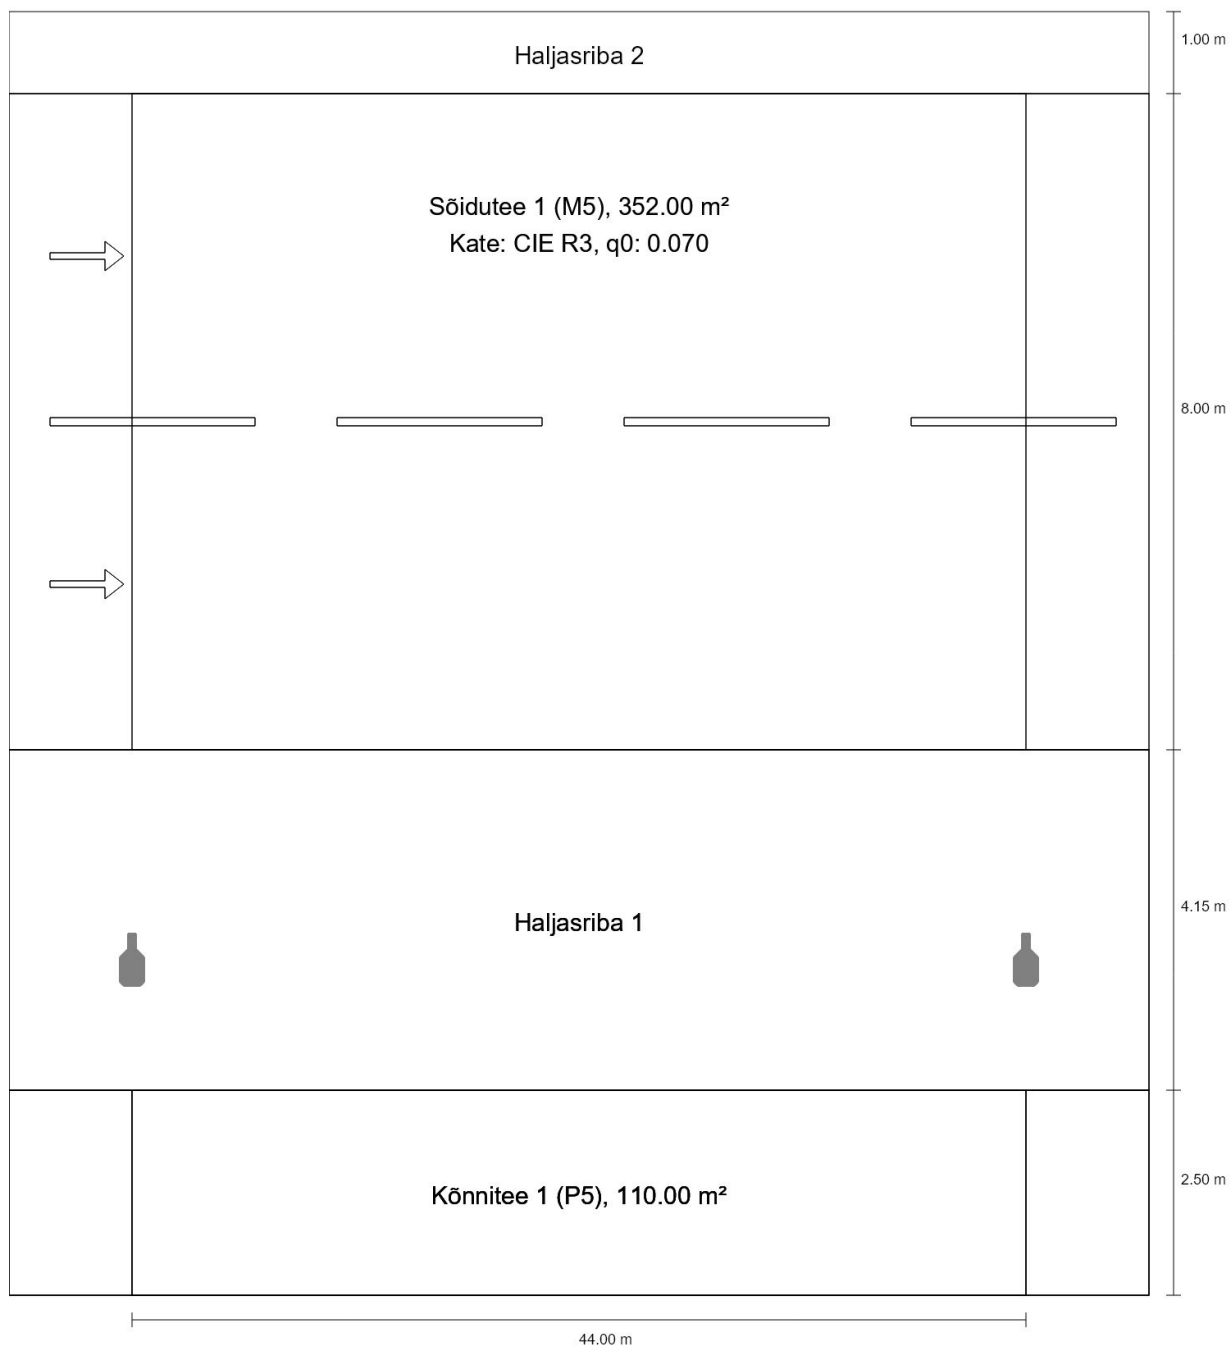 Haljasriba 2
1.00 m
Sõidutee 1 (M5), 352.00 m²
Kate: CIE R3, q0: 0.070
8.00 m
Haljasriba 1
4.15 m
Kõnnitee 1 (P5), 110.00 m²
2.50 m
44.00 m